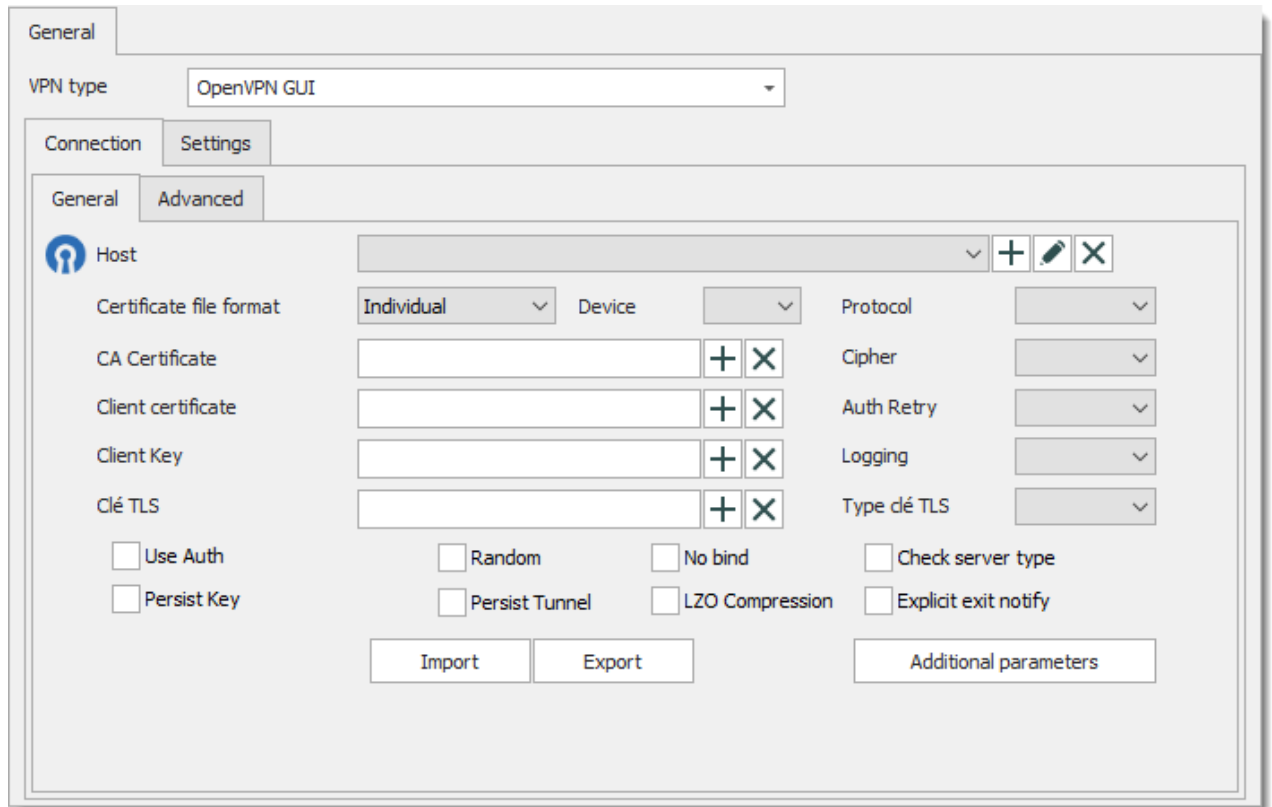 General
VPN type OpenVPN GUI
Connection Settings
General Advanced
Host
Certificate file format Individual Device Protocol
CA Certificate Cipher
Client certificate Auth Retry
Client Key Logging
Clé TLS Type clé TLS
Use Auth Random No bind Check server type
Persist Key Persist Tunnel LZO Compression Explicit exit notify
Import Export Additional parameters